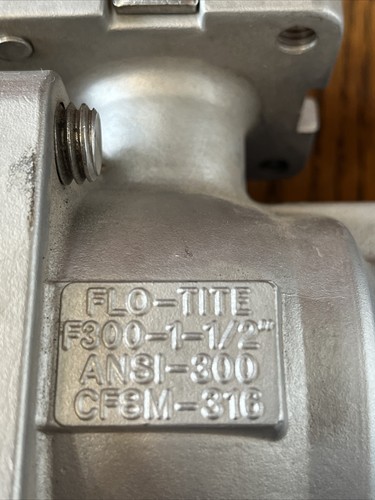 FLO-TITE
F300-1-1/2"
ANSI-300
CF8M-316